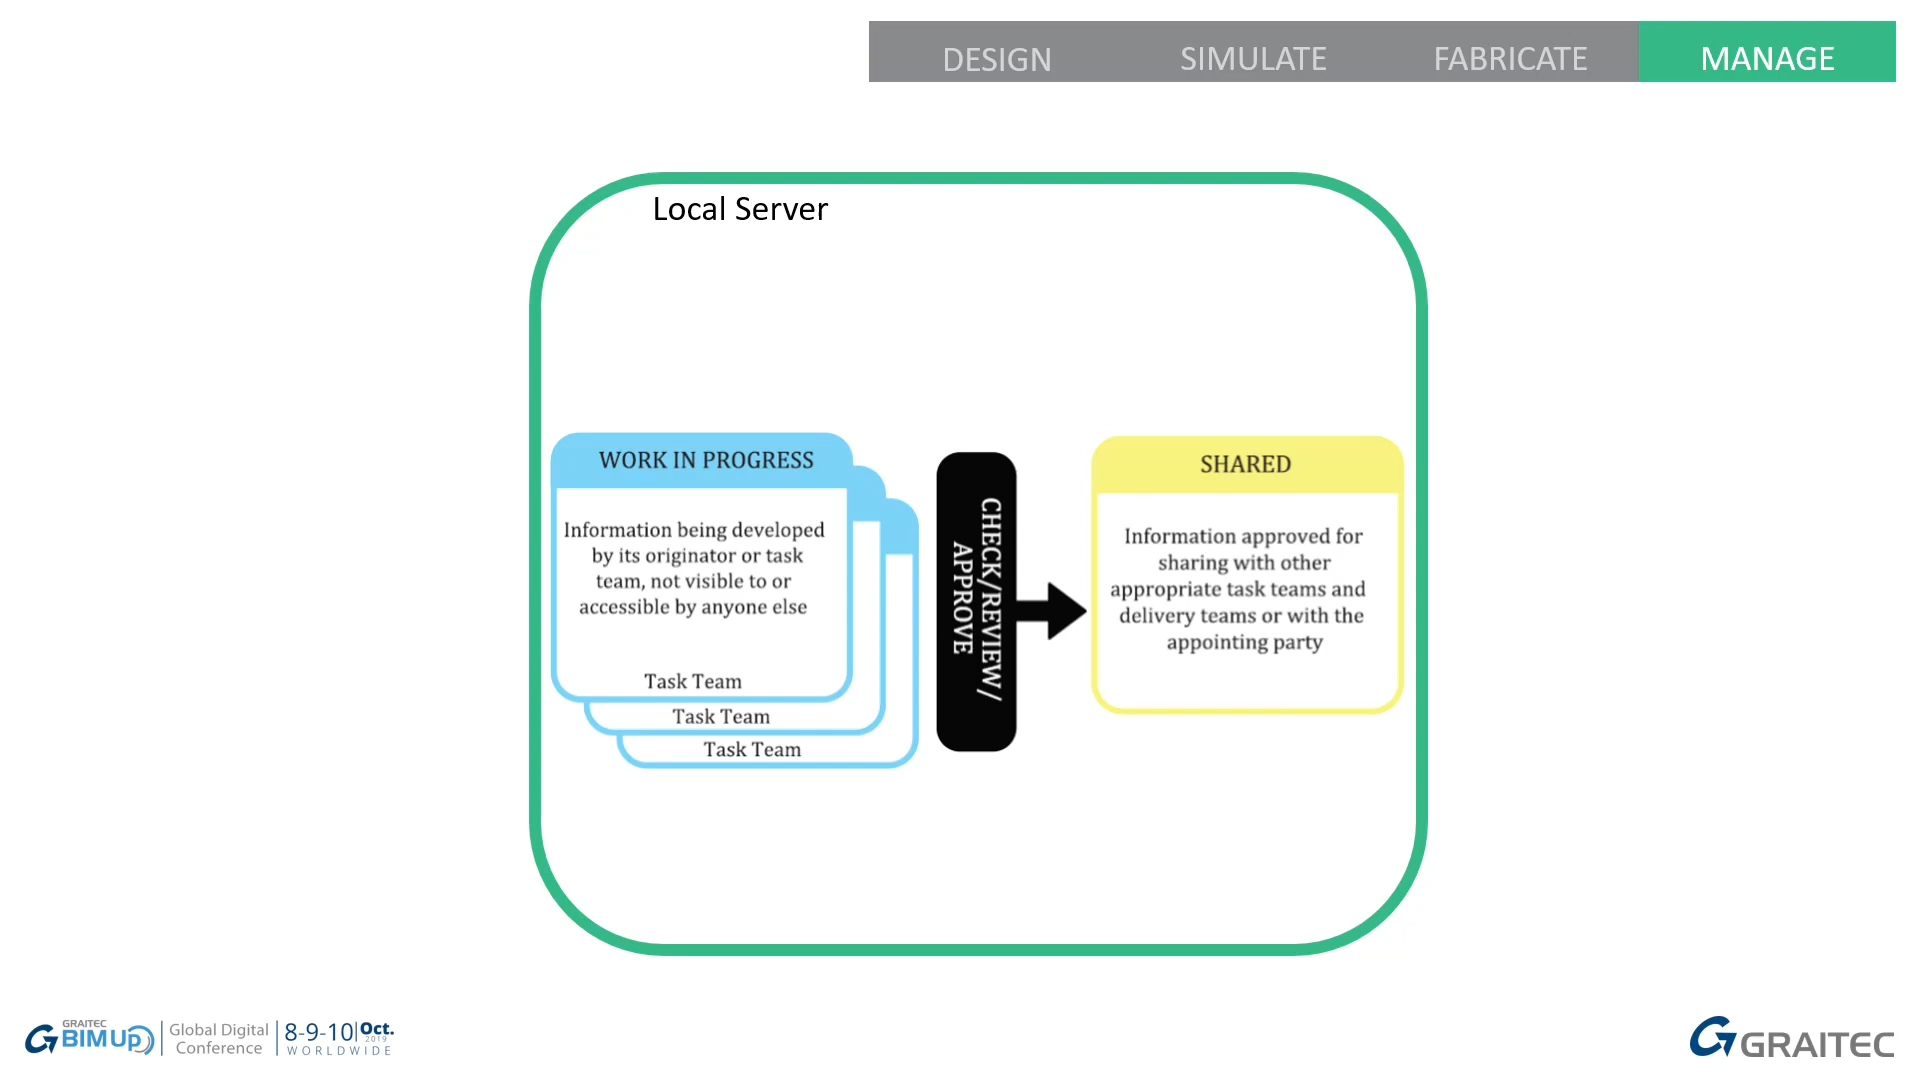 DESIGN
SIMULATE
FABRICATE
MANAGE
Local Server
WORK IN PROGRESS
Information being developed
by its originator or task
team, not visible to or
accessible by anyone else
Task Team
Task Team
Task Team
CHECK/REVIEW/
APPROVE
SHARED
Information approved for
sharing with other
appropriate task teams and
delivery teams or with the
appointing party
GRAITEC
BIMUp
Global Digital
Conference
8-9-10|Oct.
2019
WORLDWIDE
GRAITEC